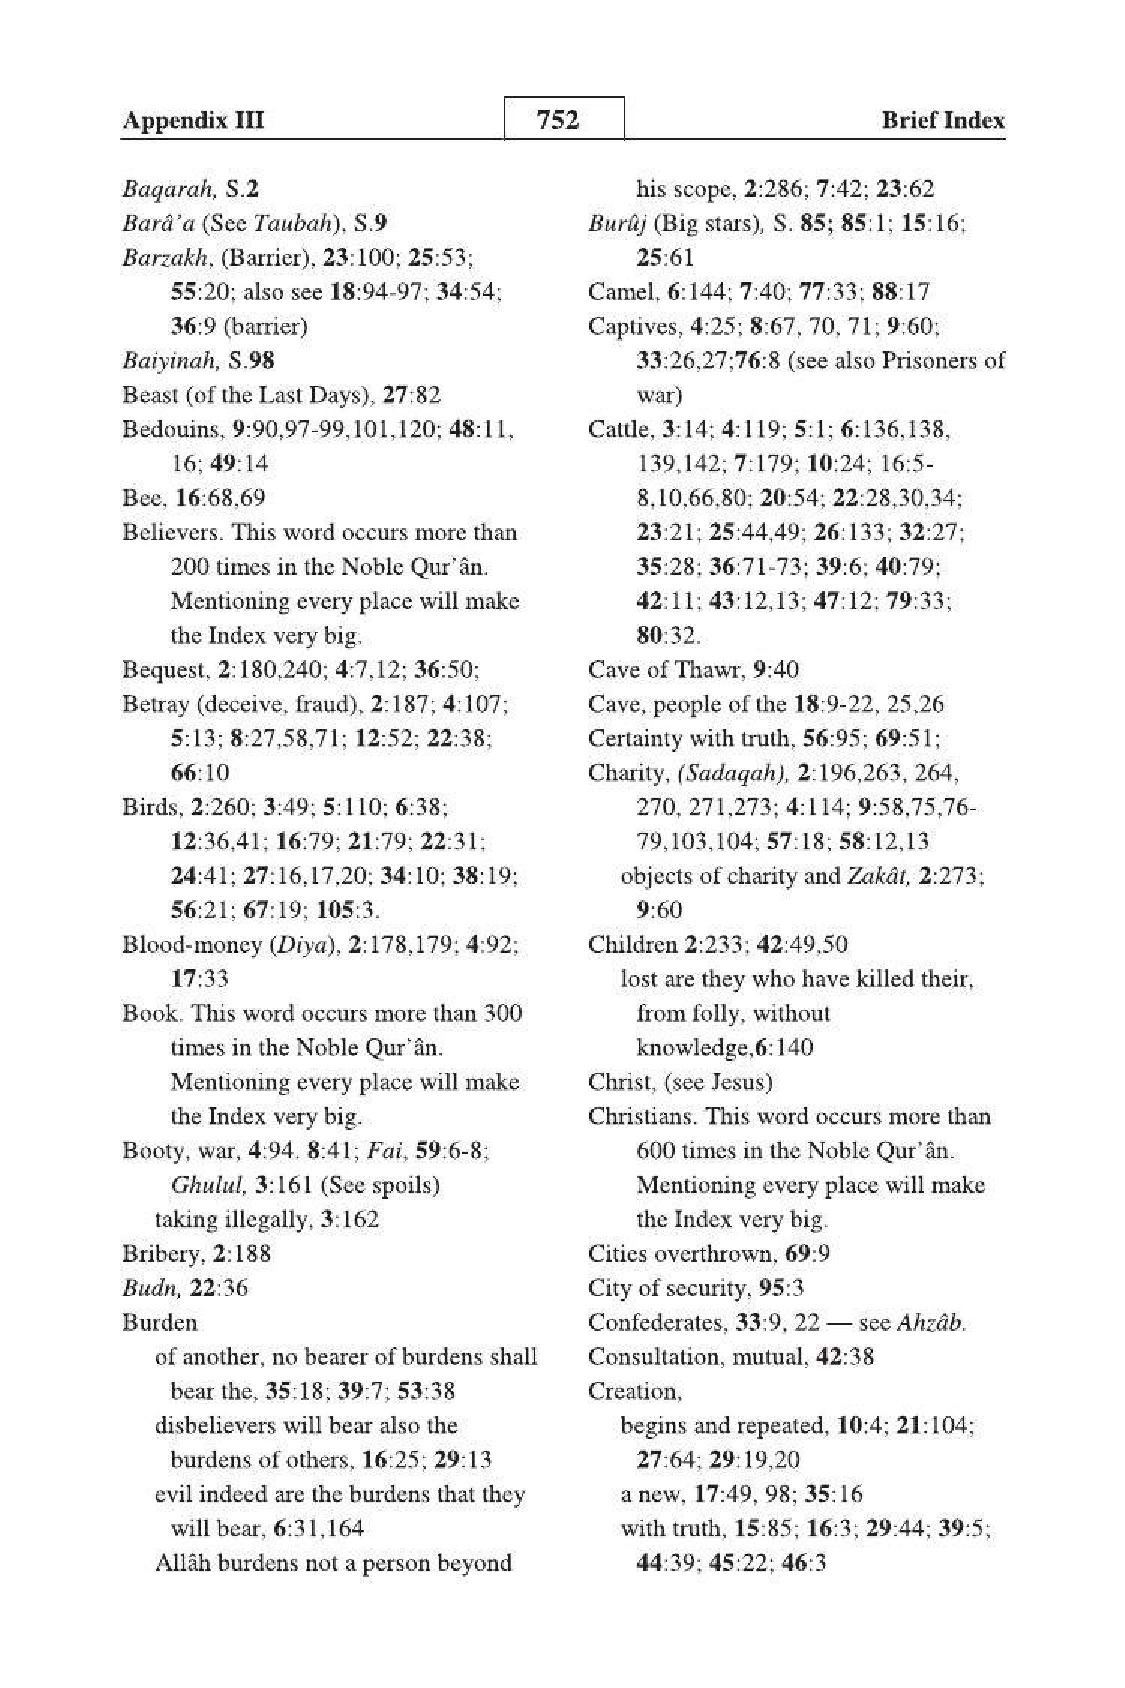 Appendix III 752 Brief Index
Baqarah, S.2
Barâ’a (See Taubah), S.9
Barzakh, (Barrier), 23:100; 25:53;
55:20; also see 18:94-97; 34:54;
36:9 (barrier)
Baiyinah, S.98
Beast (of the Last Days), 27:82
Bedouins, 9:90,97-99,101,120; 48:11,
16; 49:14
Bee, 16:68,69
Believers. This word occurs more than
200 times in the Noble Qur’ân.
Mentioning every place will make
the Index very big.
Bequest, 2:180,240; 4:7,12; 36:50;
Betray (deceive, fraud), 2:187; 4:107;
5:13; 8:27,58,71; 12:52; 22:38;
66:10
Birds, 2:260; 3:49; 5:110; 6:38;
12:36,41; 16:79; 21:79; 22:31;
24:41; 27:16,17,20; 34:10; 38:19;
56:21; 67:19; 105:3.
Blood-money (Diya), 2:178,179; 4:92;
17:33
Book. This word occurs more than 300
times in the Noble Qur‘ân.
Mentioning every place will make
the Index very big.
Booty, war, 4:94. 8:41; Fai, 59:6-8;
Ghulul, 3:161 (See spoils)
taking illegally, 3:162
Bribery, 2:188
Budn, 22:36
Burden
of another, no bearer of burdens shall
bear the, 35:18; 39:7; 53:38
disbelievers will bear also the
burdens of others, 16:25; 29:13
evil indeed are the burdens that they
will bear, 6:31,164
Allâh burdens not a person beyond
his scope, 2:286; 7:42; 23:62
Burûj (Big stars), S. 85; 85:1; 15:16;
25:61
Camel, 6:144; 7:40; 77:33; 88:17
Captives, 4:25; 8:67, 70, 71; 9:60;
33:26,27;76:8 (see also Prisoners of
war)
Cattle, 3:14; 4:119; 5:1; 6:136,138,
139,142; 7:179; 10:24; 16:5-
8,10,66,80; 20:54; 22:28,30,34;
23:21; 25:44,49; 26:133; 32:27;
35:28; 36:71-73; 39:6; 40:79;
42:11; 43:12,13; 47:12; 79:33;
80:32.
Cave of Thawr, 9:40
Cave, people of the 18:9-22, 25,26
Certainty with truth, 56:95; 69:51;
Charity, (Sadaqah), 2:196,263, 264,
270, 271,273; 4:114; 9:58,75,76-
79,103,104; 57:18; 58:12,13
objects of charity and Zakât, 2:273;
9:60
Children 2:233; 42:49,50
lost are they who have killed their,
from folly, without
knowledge,6:140
Christ, (see Jesus)
Christians. This word occurs more than
600 times in the Noble Qur’ân.
Mentioning every place will make
the Index very big.
Cities overthrown, 69:9
City of security, 95:3
Confederates, 33:9, 22 — see Ahzâb.
Consultation, mutual, 42:38
Creation,
begins and repeated, 10:4; 21:104;
27:64; 29:19,20
a new, 17:49, 98; 35:16
with truth, 15:85; 16:3; 29:44; 39:5;
44:39; 45:22; 46:3